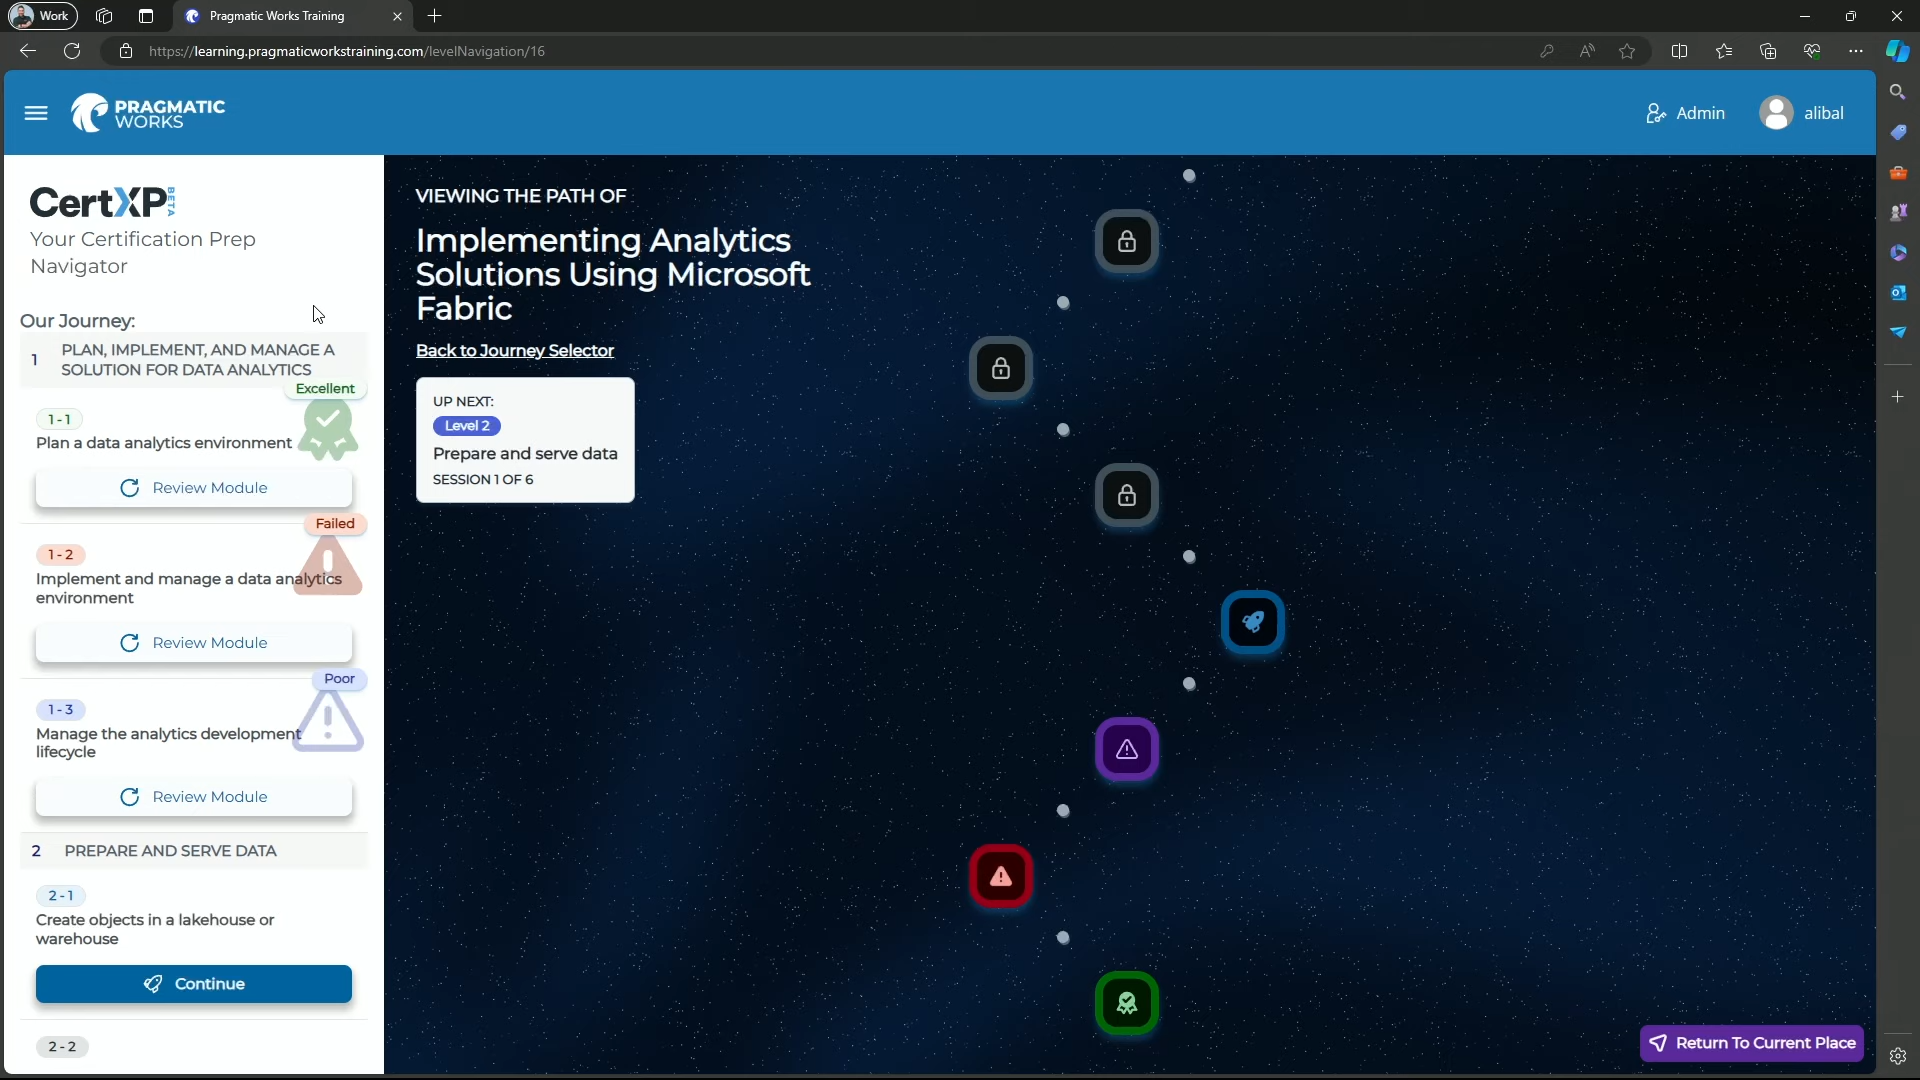 Work
Pragmatic Works Training
https://learning.pragmaticworkstraining.com/levelNavigation/16
PRAGMATIC
WORKS
Admin
alibal
CertXP BETA
Your Certification Prep
Navigator
Our Journey:
1 PLAN, IMPLEMENT, AND MANAGE A
SOLUTION FOR DATA ANALYTICS
Excellent
1 - 1
Plan a data analytics environment
Review Module
Failed
1 - 2
Implement and manage a data analytics
environment
Review Module
Poor
1 - 3
Manage the analytics development
lifecycle
Review Module
2 PREPARE AND SERVE DATA
2 - 1
Create objects in a lakehouse or
warehouse
Continue
2 - 2
VIEWING THE PATH OF
Implementing Analytics
Solutions Using Microsoft
Fabric
Back to Journey Selector
UP NEXT:
Level 2
Prepare and serve data
SESSION 1 OF 6
Return To Current Place